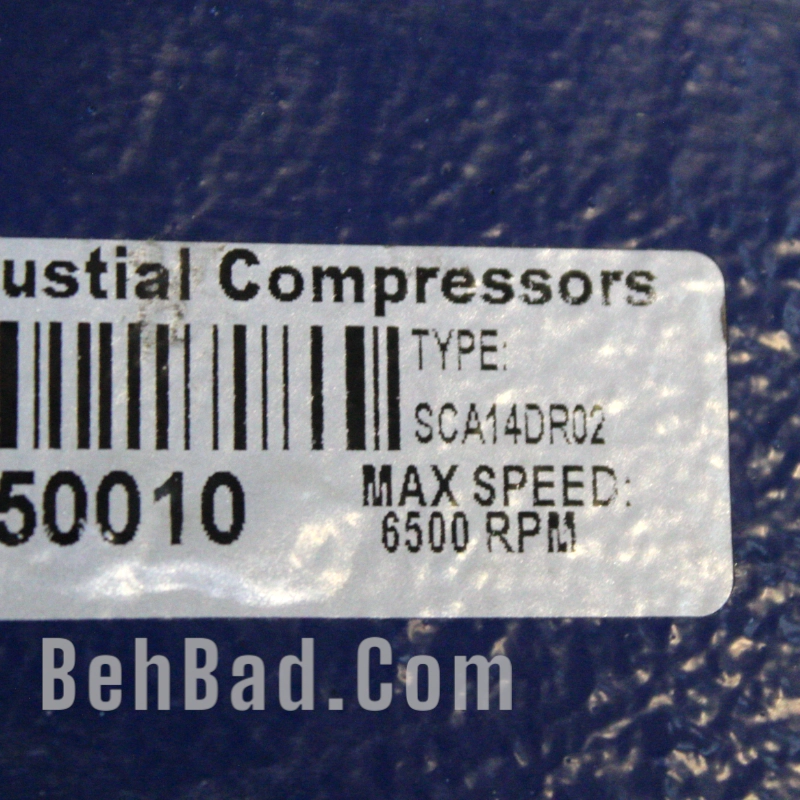 ustial Compressors
TYPE:
SCA14DR02
50010
MAX SPEED:
6500 RPM
BehBad.Com